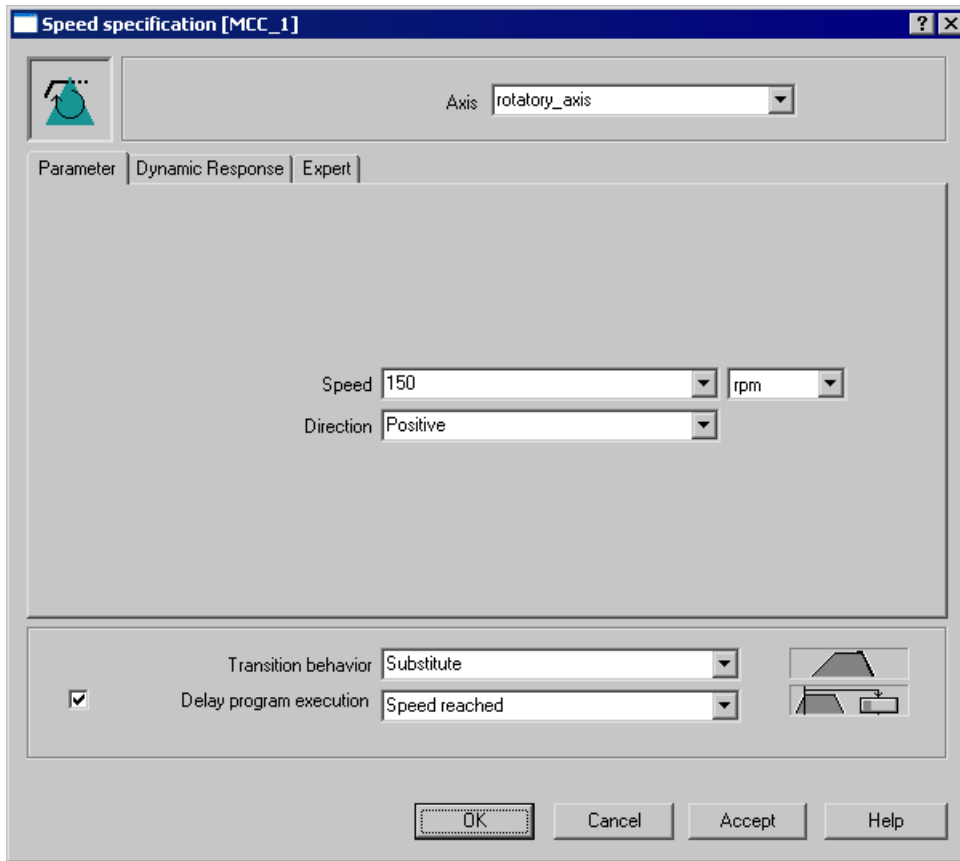 Speed specification [MCC_1]
Axis rotatory_axis
Parameter Dynamic Response Expert
Speed 150 rpm
Direction Positive
Transition behavior Substitute
Delay program execution Speed reached
OK Cancel Accept Help